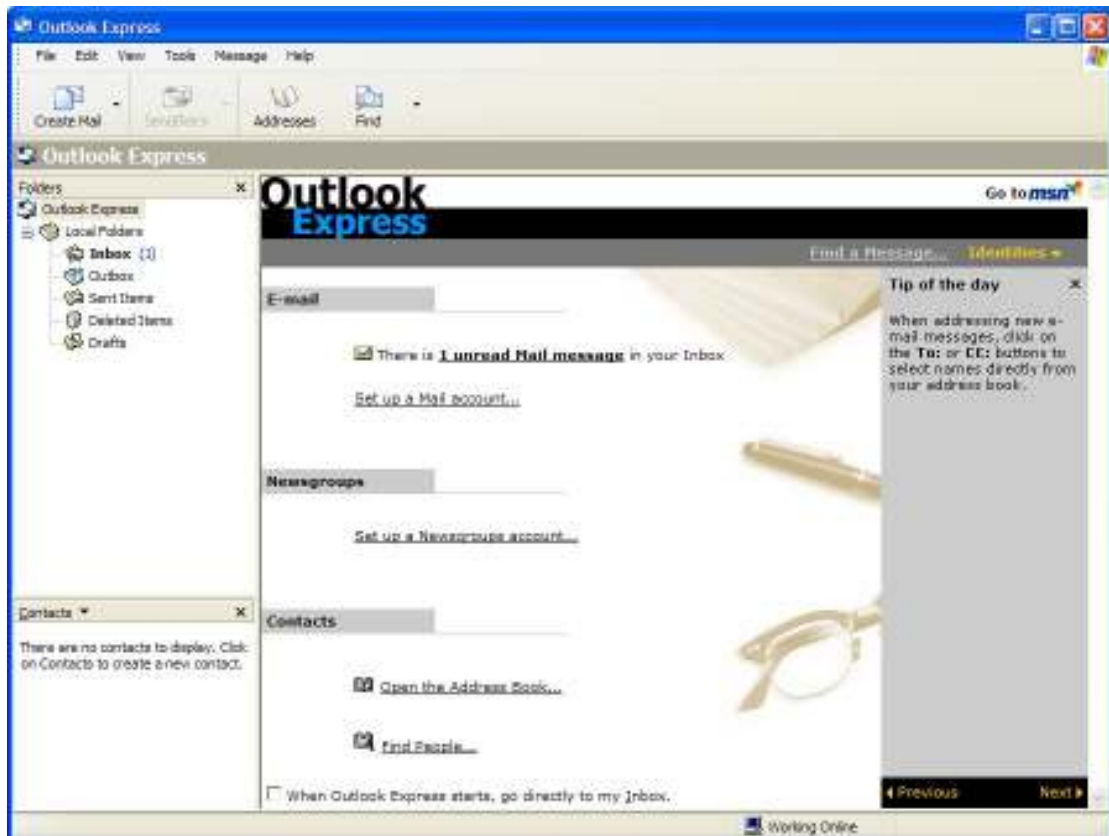 Outlook Express
File Edit View Tools Message Help
Create Mail Send/Recv Addresses Find
Outlook Express
Folders
Outlook Express
Local Folders
Inbox (1)
Outbox
Sent Items
Deleted Items
Drafts
Contacts
There are no contacts to display. Click
on Contacts to create a new contact.
Outlook
Express
Go to msn
Find a Message... Identities
E-mail
There is 1 unread Mail message in your Inbox
Set up a Mail account...
Newsgroups
Set up a Newsgroups account...
Contacts
Open the Address Book...
Find People...
When Outlook Express starts, go directly to my Inbox.
Tip of the day
When addressing new e-
mail messages, click on
the To: or CC: buttons to
select names directly from
your address book.
Previous Next
Working Online